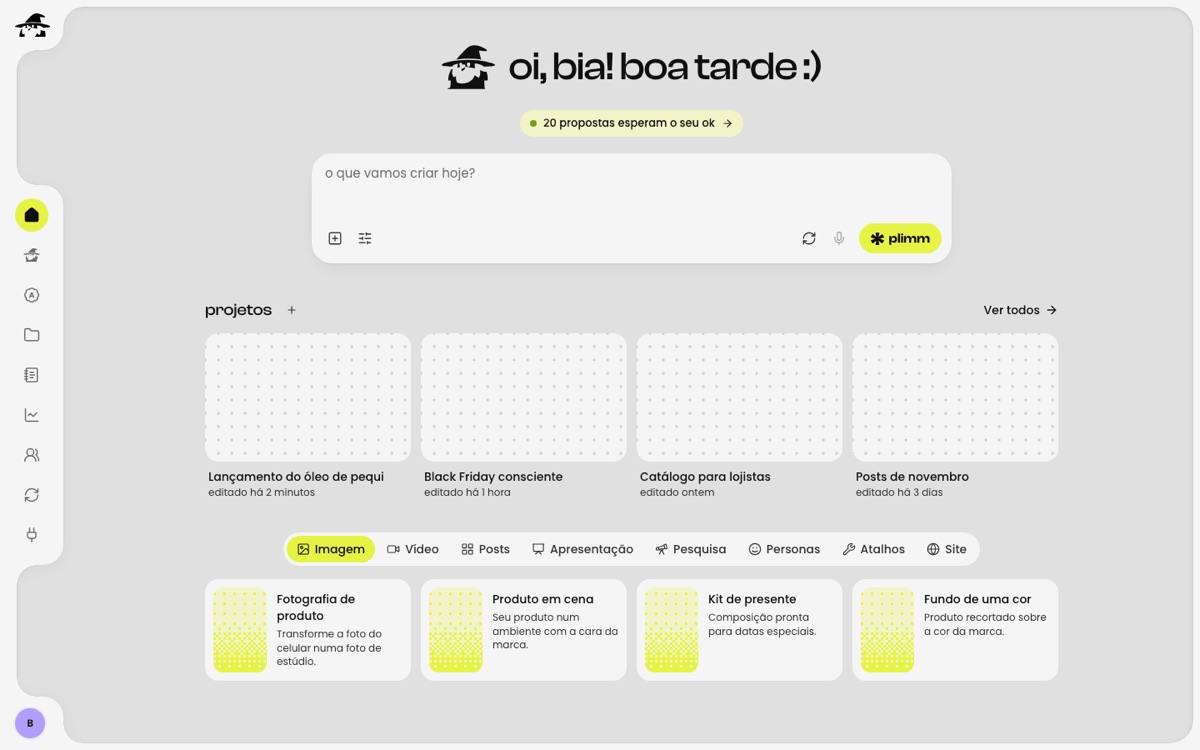 oi, bia! boa tarde :)
20 propostas esperam o seu ok
o que vamos criar hoje?
plimm
projetos
Ver todos
Lançamento do óleo de pequi
editado há 2 minutos
Black Friday consciente
editado há 1 hora
Catálogo para lojistas
editado ontem
Posts de novembro
editado há 3 dias
Imagem
Vídeo
Posts
Apresentação
Pesquisa
Personas
Atalhos
Site
Fotografia de
produto
Transforme a foto do
celular numa foto de
estúdio.
Produto em cena
Seu produto num
ambiente com a cara da
marca.
Kit de presente
Composição pronta
para datas especiais.
Fundo de uma cor
Produto recortado sobre
a cor da marca.
A
B